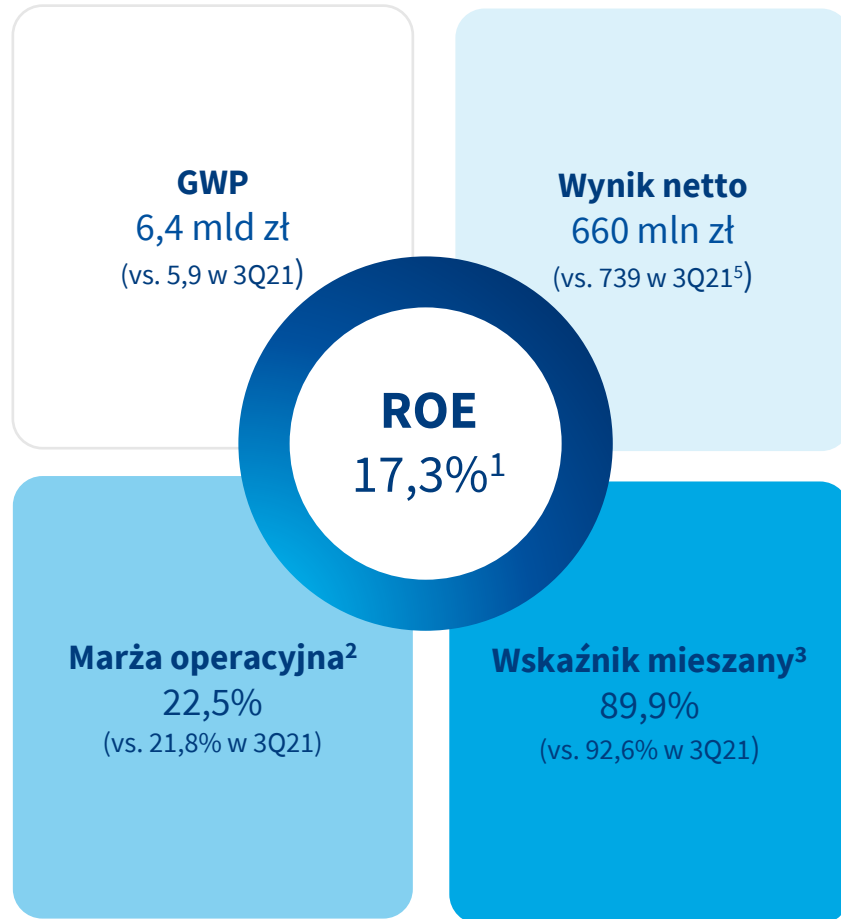 GWP
6,4 mld zł
(vs. 5,9 w 3Q21)
Wynik netto
660 mln zł
(vs. 739 w 3Q21⁵)
ROE
17,3%¹
Marża operacyjna²
22,5%
(vs. 21,8% w 3Q21)
Wskaźnik mieszany³
89,9%
(vs. 92,6% w 3Q21)